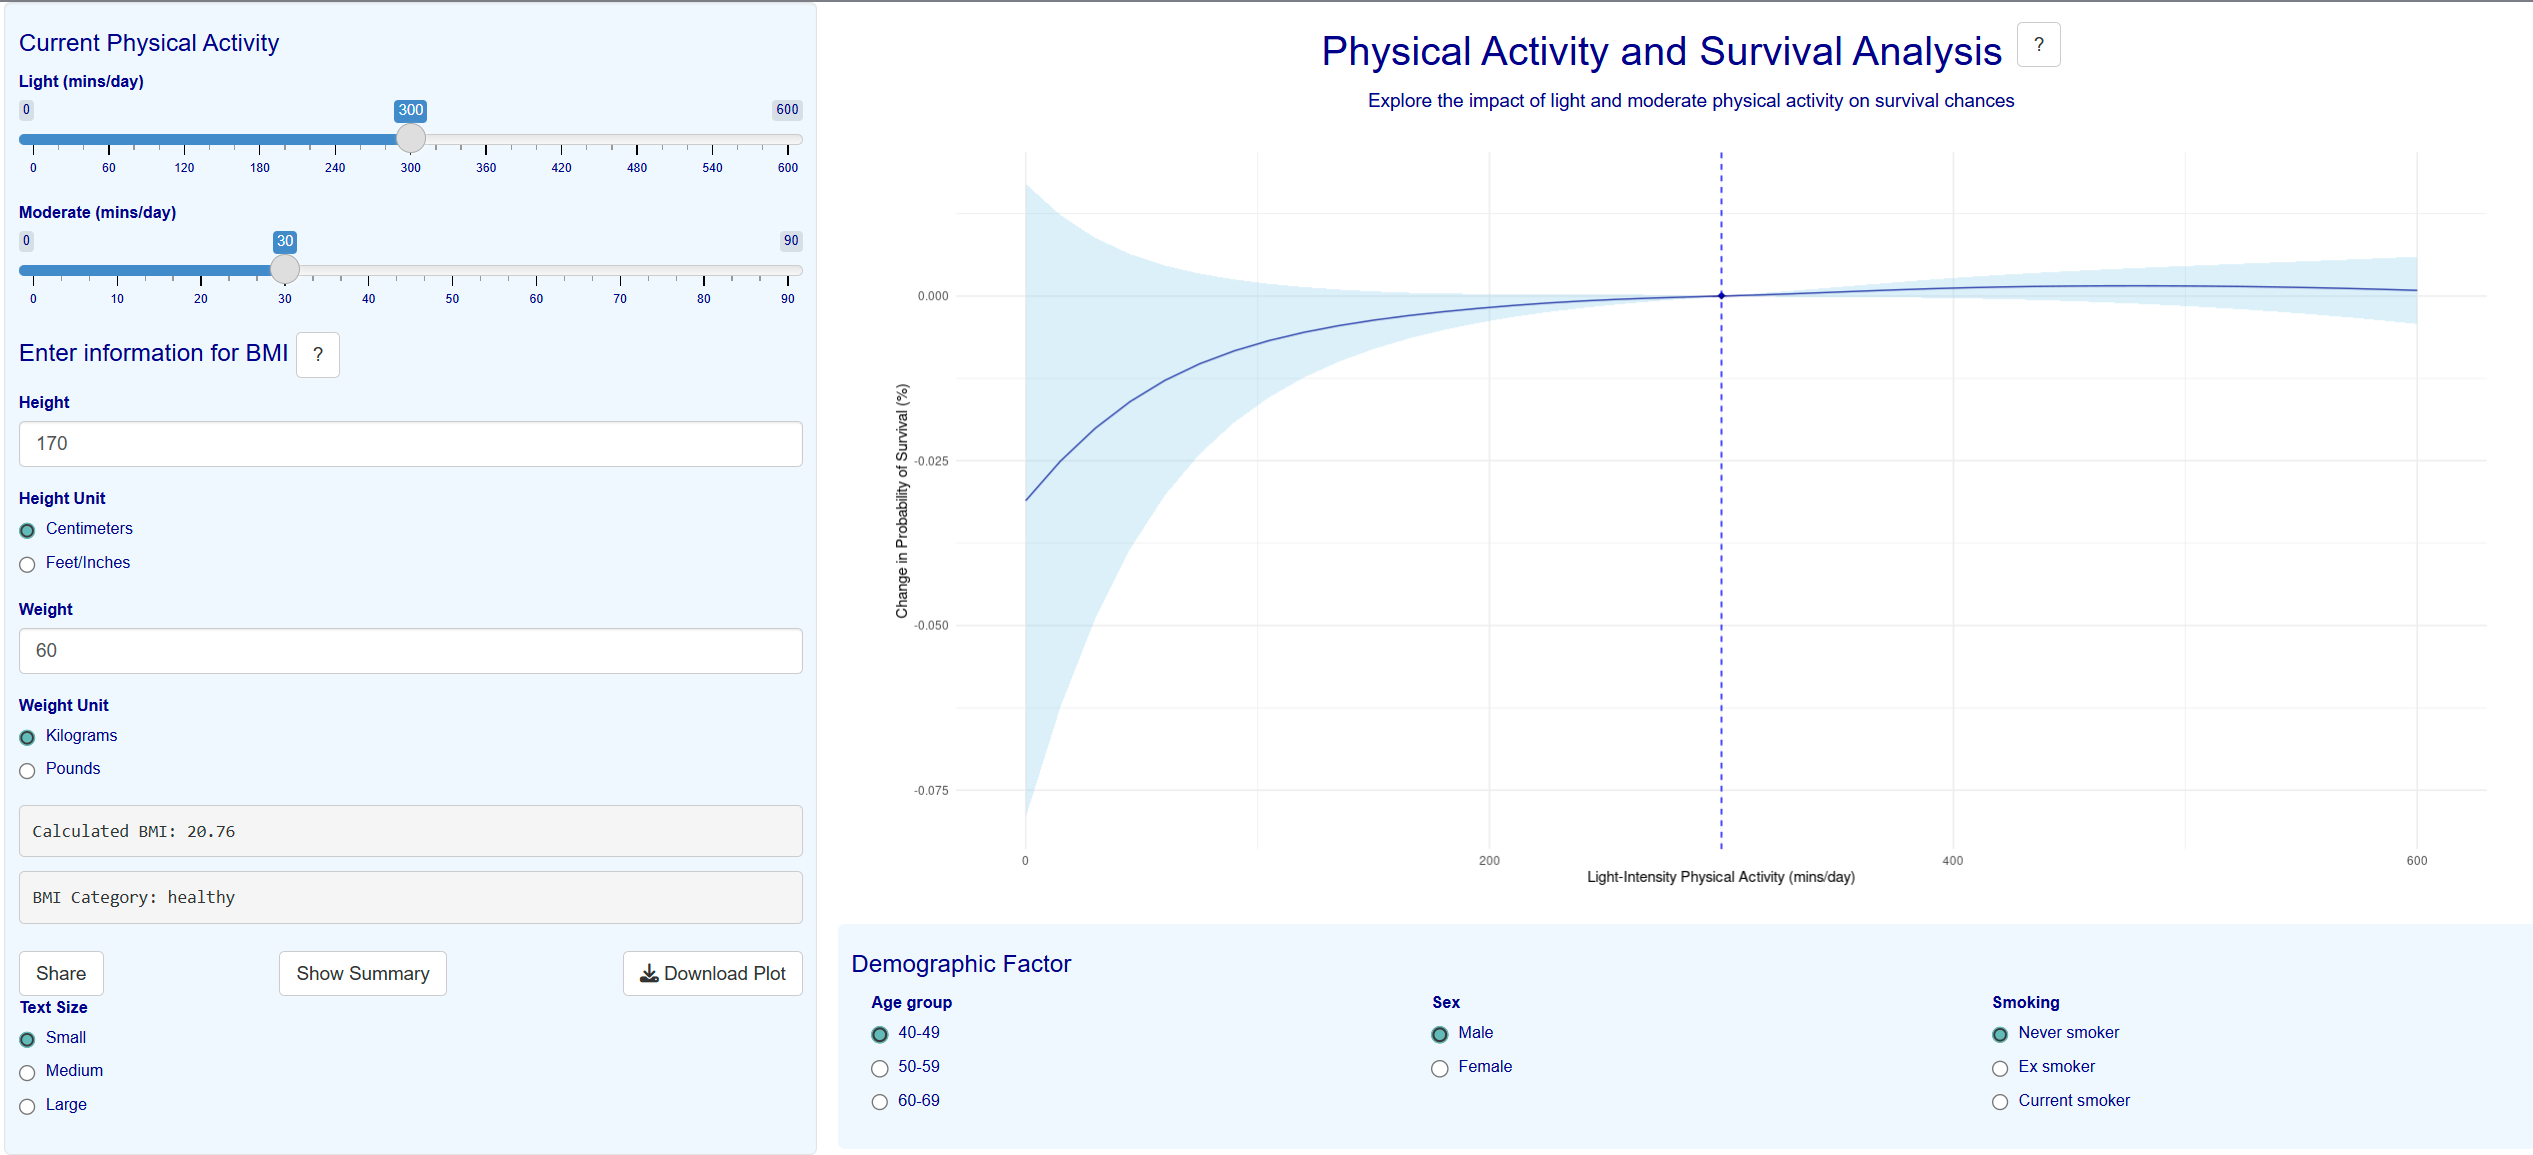 Current Physical Activity
Light (mins/day)
0 300 600
0 60 120 180 240 300 360 420 480 540 600
Moderate (mins/day)
0 30 90
0 10 20 30 40 50 60 70 80 90
Enter information for BMI ?
Height
170
Height Unit
Centimeters
Feet/Inches
Weight
60
Weight Unit
Kilograms
Pounds
Calculated BMI: 20.76
BMI Category: healthy
Share Show Summary Download Plot
Text Size
Small
Medium
Large
Physical Activity and Survival Analysis ?
Explore the impact of light and moderate physical activity on survival chances
Change in Probability of Survival (%)
0.000
-0.025
-0.050
-0.075
0 200 400 600
Light-Intensity Physical Activity (mins/day)
Demographic Factor
Age group
40-49
50-59
60-69
Sex
Male
Female
Smoking
Never smoker
Ex smoker
Current smoker